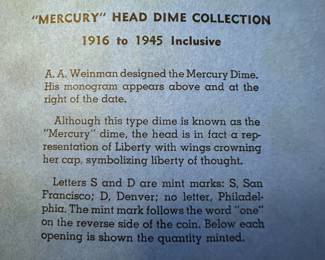 "MERCURY" HEAD DIME COLLECTION
1916 to 1945 Inclusive
A. A. Weinman designed the Mercury Dime.
His monogram appears above and at the
right of the date.
Although this type dime is known as the
"Mercury" dime, the head is in fact a rep-
resentation of Liberty with wings crowning
her cap, symbolizing liberty of thought.
Letters S and D are mint marks: S, San
Francisco; D, Denver; no letter, Philadel-
phia. The mint mark follows the word "one"
on the reverse side of the coin. Below each
opening is shown the quantity minted.